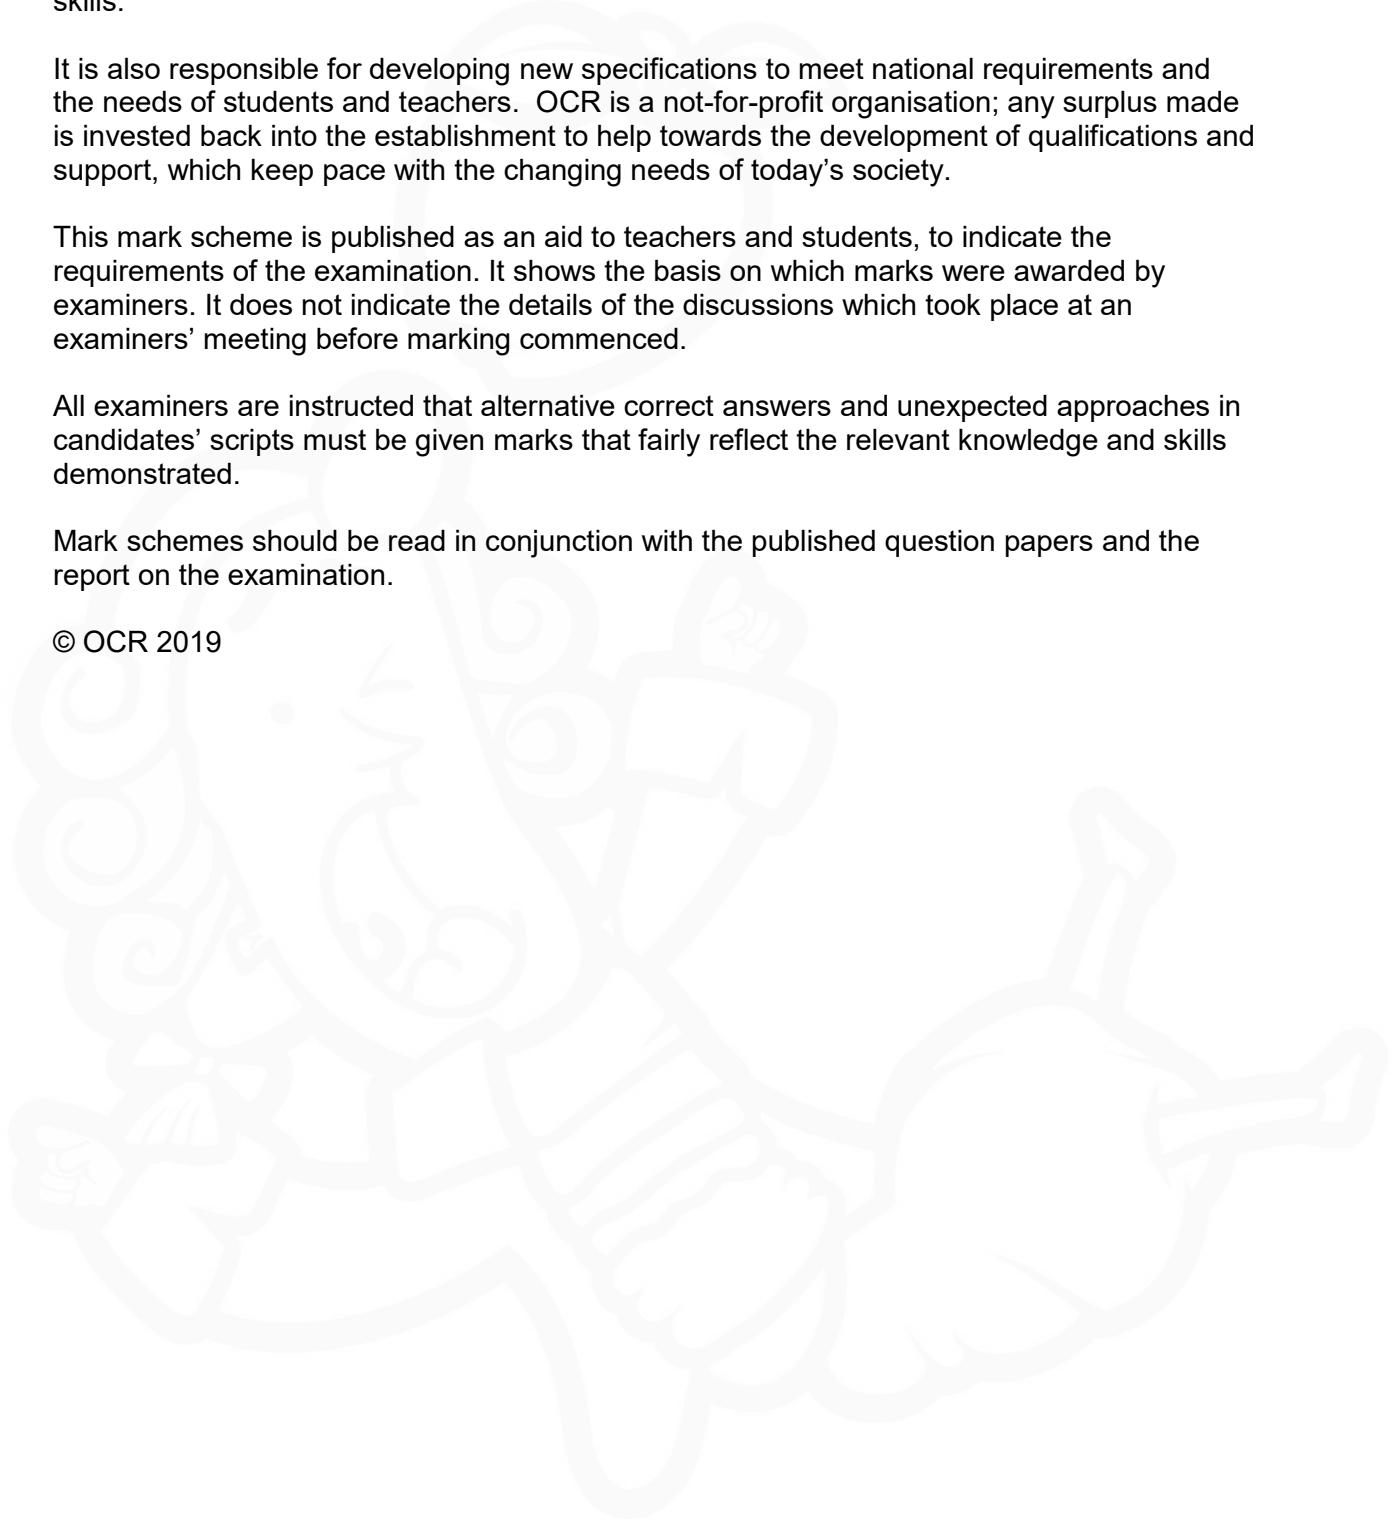 skills.
It is also responsible for developing new specifications to meet national requirements and
the needs of students and teachers.  OCR is a not-for-profit organisation; any surplus made
is invested back into the establishment to help towards the development of qualifications and
support, which keep pace with the changing needs of today’s society.
This mark scheme is published as an aid to teachers and students, to indicate the
requirements of the examination. It shows the basis on which marks were awarded by
examiners. It does not indicate the details of the discussions which took place at an
examiners’ meeting before marking commenced.
All examiners are instructed that alternative correct answers and unexpected approaches in
candidates’ scripts must be given marks that fairly reflect the relevant knowledge and skills
demonstrated.
Mark schemes should be read in conjunction with the published question papers and the
report on the examination.
© OCR 2019